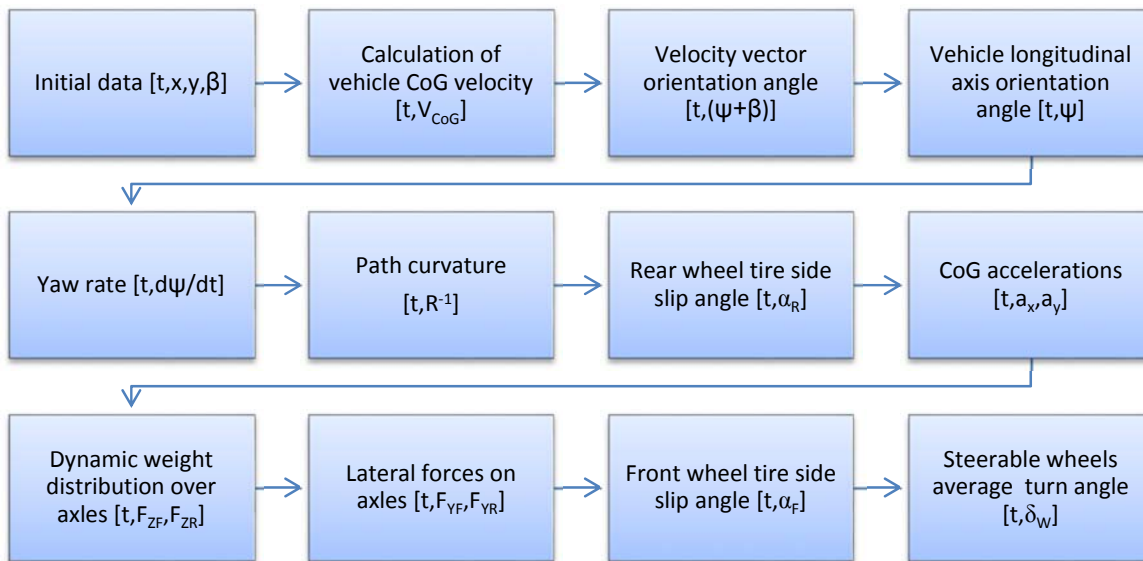 Initial data [t,x,y,β]
Calculation of
vehicle CoG velocity
[t,V_CoG]
Velocity vector
orientation angle
[t,(ψ+β)]
Vehicle longitudinal
axis orientation
angle [t,ψ]
Yaw rate [t,dψ/dt]
Path curvature
[t,R⁻¹]
Rear wheel tire side
slip angle [t,α_R]
CoG accelerations
[t,a_x,a_y]
Dynamic weight
distribution over
axles [t,F_ZF,F_ZR]
Lateral forces on
axles [t,F_YF,F_YR]
Front wheel tire side
slip angle [t,α_F]
Steerable wheels
average turn angle
[t,δ_W]